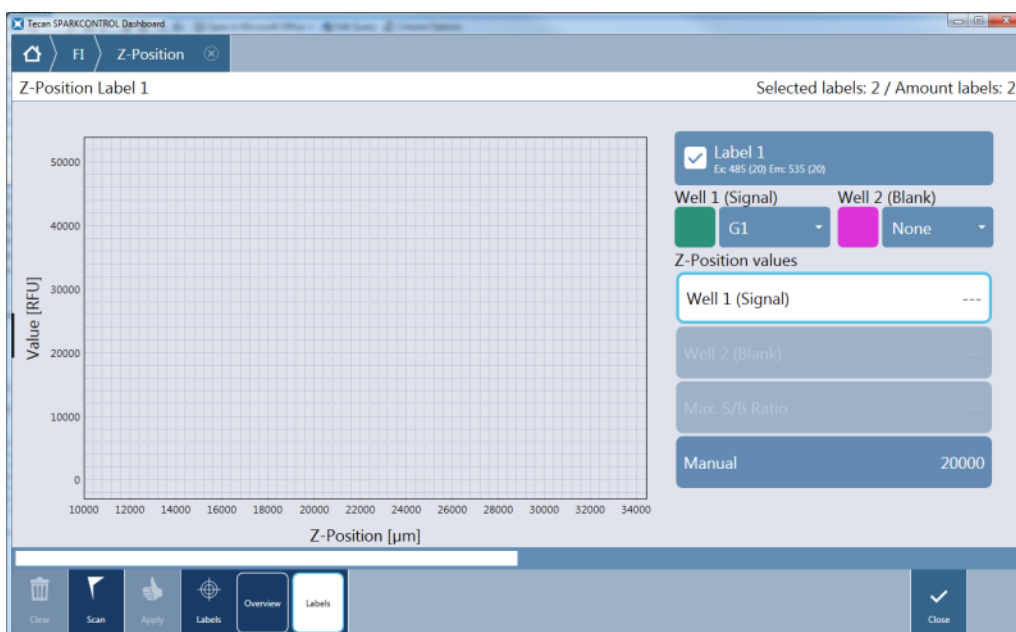 Tecan SPARKCONTROL Dashboard
FI Z-Position
Z-Position Label 1
Selected labels: 2 / Amount labels: 2
Value [RFU]
50000
40000
30000
20000
10000
0
10000 12000 14000 16000 18000 20000 22000 24000 26000 28000 30000 32000 34000
Z-Position [µm]
Label 1
Ex: 485 (20) Em: 535 (20)
Well 1 (Signal) Well 2 (Blank)
G1 None
Z-Position values
Well 1 (Signal) ---
Well 2 (Blank) ---
Max. S/B Ratio ---
Manual 20000
Clear Scan Apply Labels Overview Labels Close